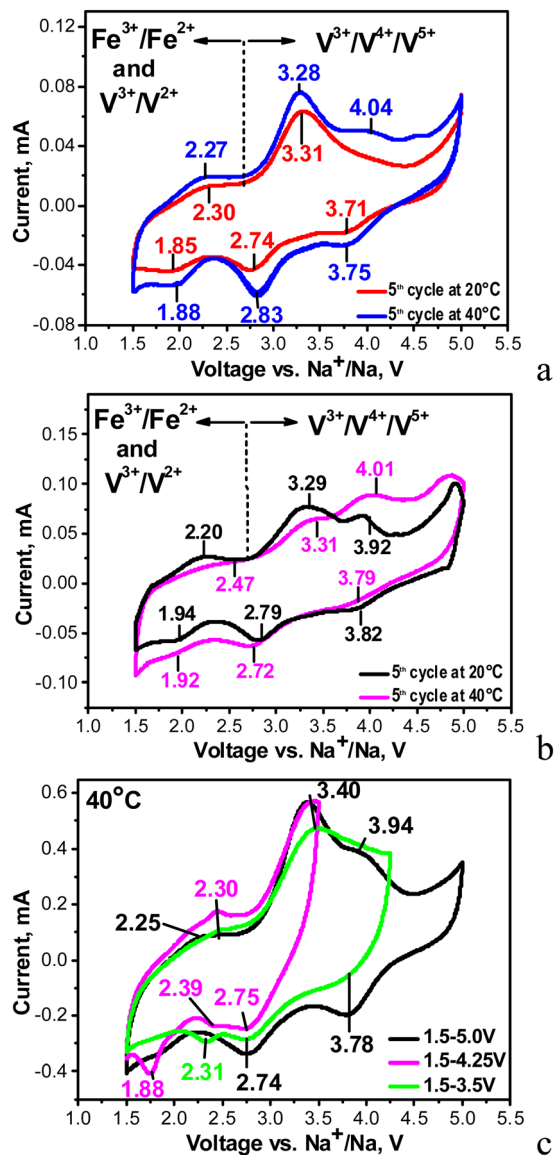 Fe³⁺/Fe²⁺ V³⁺/V⁴⁺/V⁵⁺
and
V³⁺/V²⁺
3.28
4.04
2.27
3.31
2.30
3.71
1.85
2.74
3.75
1.88
2.83
5ᵗʰ cycle at 20°C
5ᵗʰ cycle at 40°C
0.12
0.08
0.04
0.00
-0.04
-0.08
Current, mA
1.0 1.5 2.0 2.5 3.0 3.5 4.0 4.5 5.0 5.5
Voltage vs. Na⁺/Na, V
a
Fe³⁺/Fe²⁺ V³⁺/V⁴⁺/V⁵⁺
and
V³⁺/V²⁺
4.01
3.29
2.20
3.31
3.92
2.47
3.79
1.94
2.79
3.82
1.92
2.72
5ᵗʰ cycle at 20°C
5ᵗʰ cycle at 40°C
0.15
0.10
0.05
0.00
-0.05
-0.10
Current, mA
1.0 1.5 2.0 2.5 3.0 3.5 4.0 4.5 5.0 5.5
Voltage vs. Na⁺/Na, V
b
40°C
3.40
3.94
2.30
2.25
2.39
2.75
3.78
1.88
2.31
2.74
1.5-5.0V
1.5-4.25V
1.5-3.5V
0.6
0.4
0.2
0.0
-0.2
-0.4
Current, mA
1.5 2.0 2.5 3.0 3.5 4.0 4.5 5.0 5.5
Voltage vs. Na⁺/Na, V
c